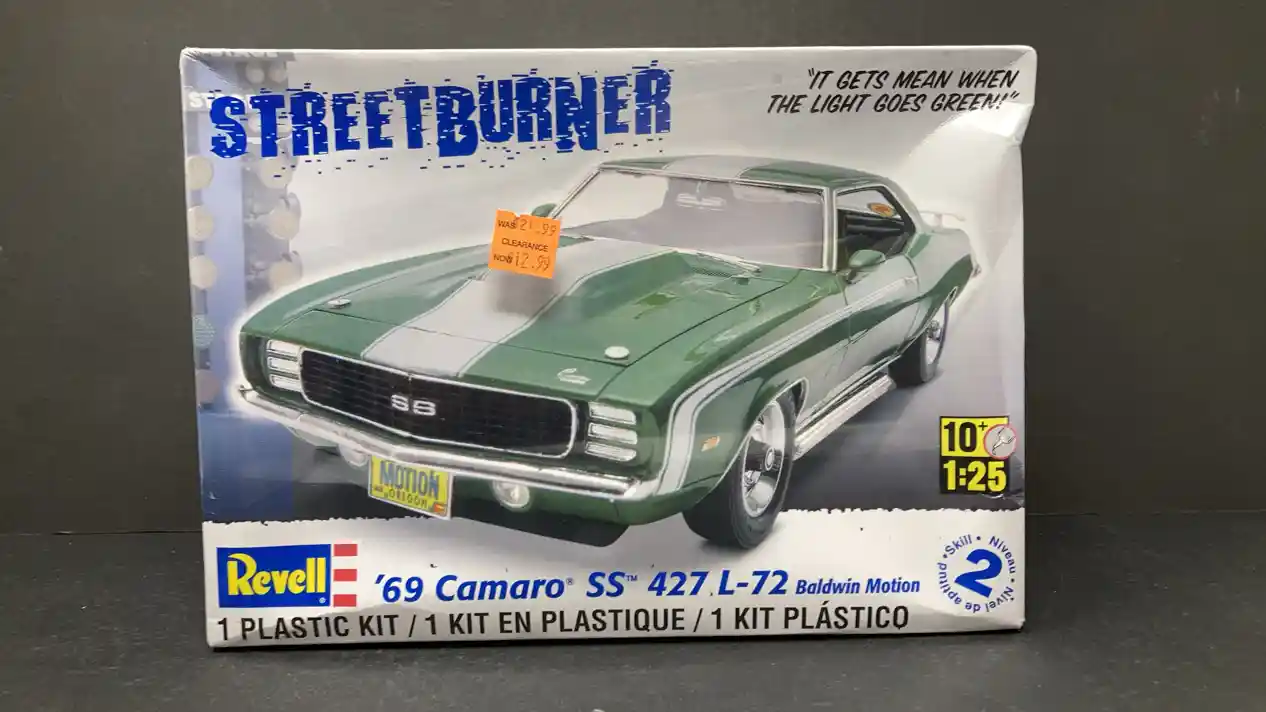 STREETBURNER
"IT GETS MEAN WHEN
THE LIGHT GOES GREEN!"
WAS 21.99
CLEARANCE
NOW 12.99
SS
MOTION
OREGON
10+
1:25
Revell
'69 Camaro® SS™ 427 L-72 Baldwin Motion
Skill • Niveau • Nivel de aptitud •
2
1 PLASTIC KIT / 1 KIT EN PLASTIQUE / 1 KIT PLÁSTICO